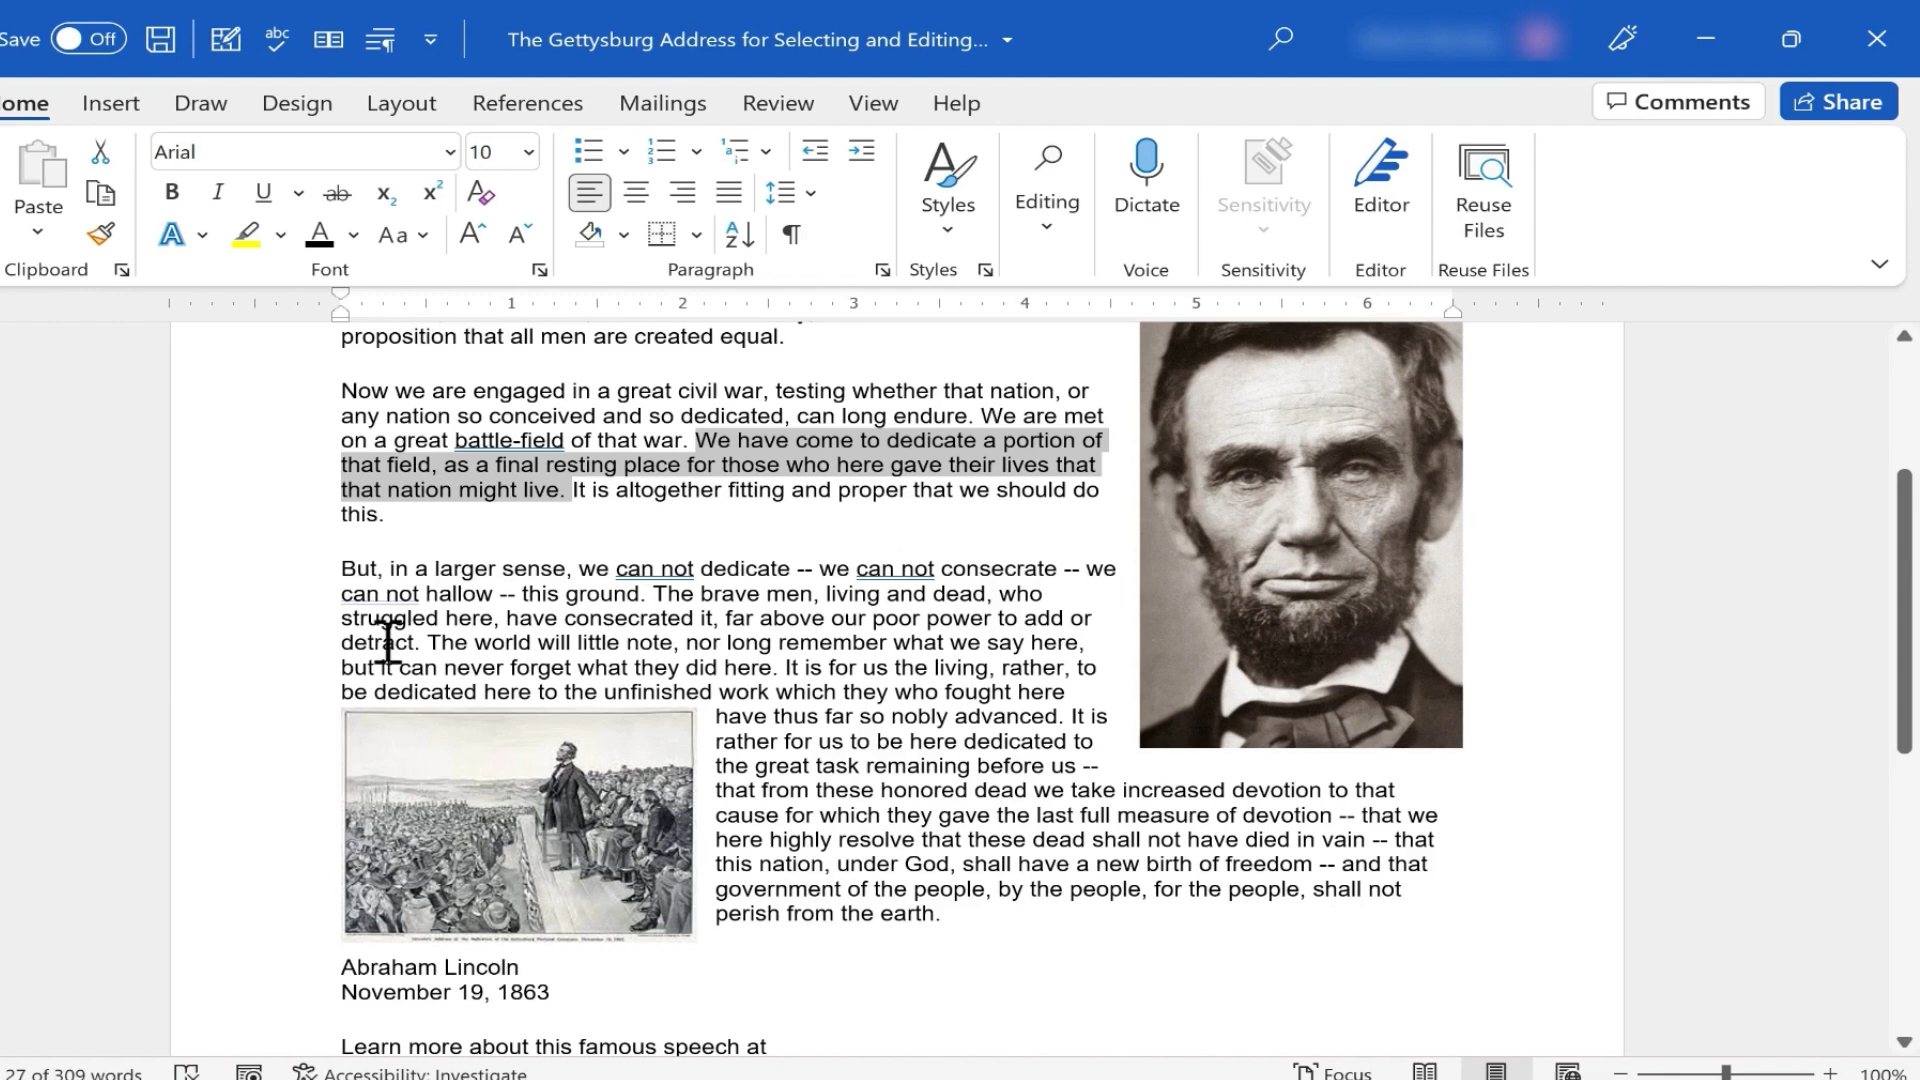 Save Off abc The Gettysburg Address for Selecting and Editing...
ome Insert Draw Design Layout References Mailings Review View Help Comments Share
Paste Arial 10 Styles Editing Dictate Sensitivity Editor Reuse Files
B I U ab x₂ x² A
A A Aa A A A Z ¶
Clipboard Font Paragraph Styles Voice Sensitivity Editor Reuse Files
1 2 3 4 5 6
proposition that all men are created equal.
Now we are engaged in a great civil war, testing whether that nation, or
any nation so conceived and so dedicated, can long endure. We are met
on a great battle-field of that war. We have come to dedicate a portion of
that field, as a final resting place for those who here gave their lives that
that nation might live. It is altogether fitting and proper that we should do
this.
But, in a larger sense, we can not dedicate -- we can not consecrate -- we
can not hallow -- this ground. The brave men, living and dead, who
struggled here, have consecrated it, far above our poor power to add or
detract. The world will little note, nor long remember what we say here,
but it can never forget what they did here. It is for us the living, rather, to
be dedicated here to the unfinished work which they who fought here
have thus far so nobly advanced. It is
rather for us to be here dedicated to
the great task remaining before us --
that from these honored dead we take increased devotion to that
cause for which they gave the last full measure of devotion -- that we
here highly resolve that these dead shall not have died in vain -- that
this nation, under God, shall have a new birth of freedom -- and that
government of the people, by the people, for the people, shall not
perish from the earth.
Abraham Lincoln
November 19, 1863
Learn more about this famous speech at
27 of 309 words Accessibility: Investigate Focus 100%